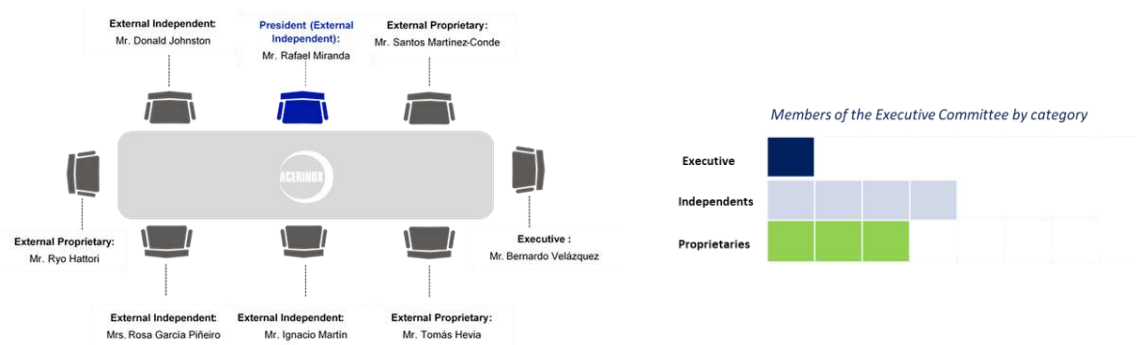 External Independent:
Mr. Donald Johnston
President (External
Independent):
Mr. Rafael Miranda
External Proprietary:
Mr. Santos Martinez-Conde
ACERINOX
External Proprietary:
Mr. Ryo Hattori
Executive :
Mr. Bernardo Velázquez
External Independent:
Mrs. Rosa Garcia Piñeiro
External Independent:
Mr. Ignacio Martín
External Proprietary:
Mr. Tomás Hevia
Members of the Executive Committee by category
Executive
Independents
Proprietaries